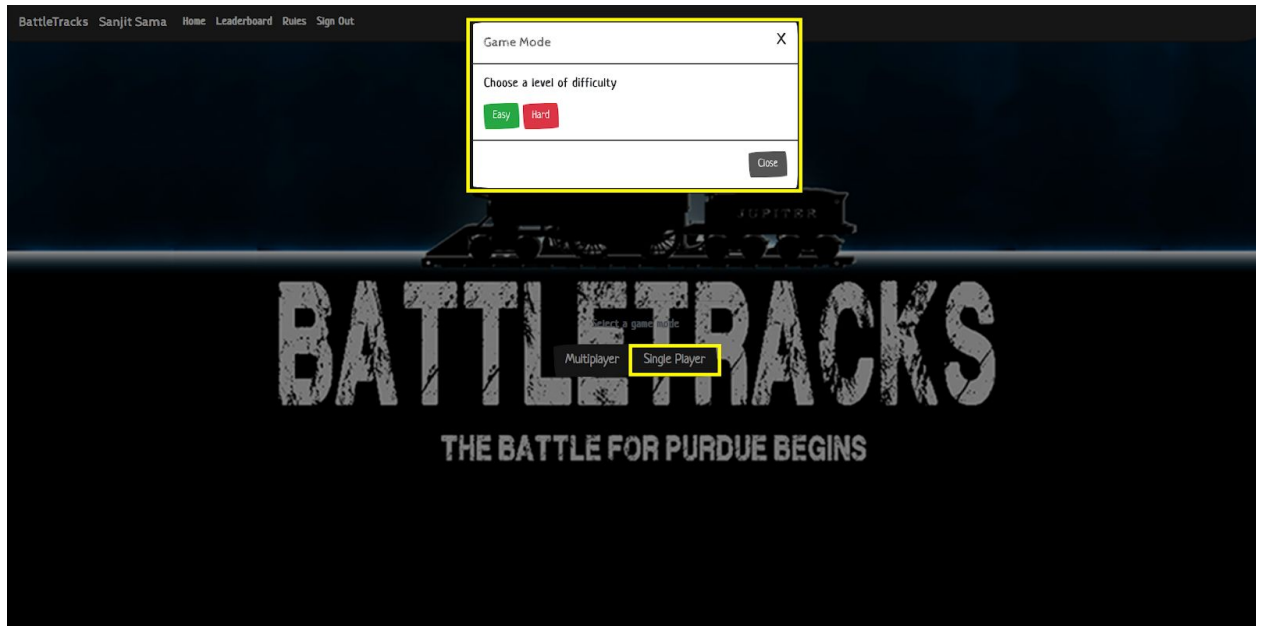 BattleTracks Sanjit Sama Home Leaderboard Rules Sign Out
Game Mode X
Choose a level of difficulty
Easy Hard
Close
JUPITER
BATTLETRACKS
Select a game mode
Multiplayer Single Player
THE BATTLE FOR PURDUE BEGINS